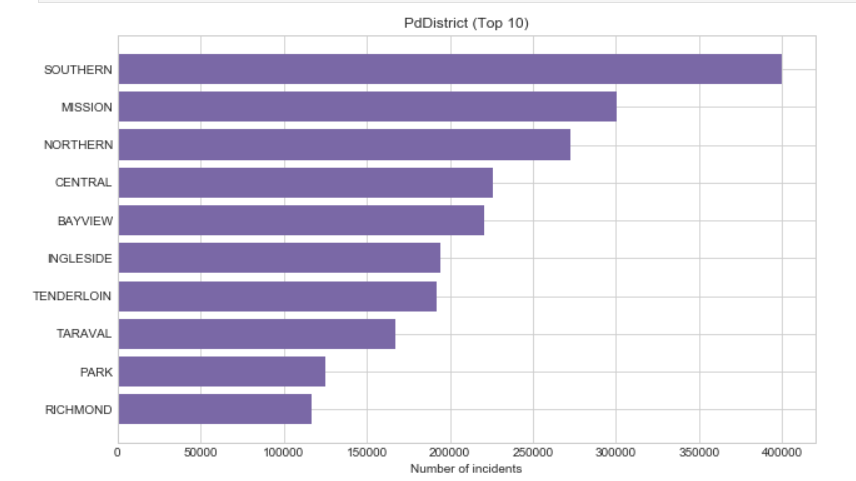 PdDistrict (Top 10)
SOUTHERN
MISSION
NORTHERN
CENTRAL
BAYVIEW
INGLESIDE
TENDERLOIN
TARAVAL
PARK
RICHMOND
0 50000 100000 150000 200000 250000 300000 350000 400000
Number of incidents